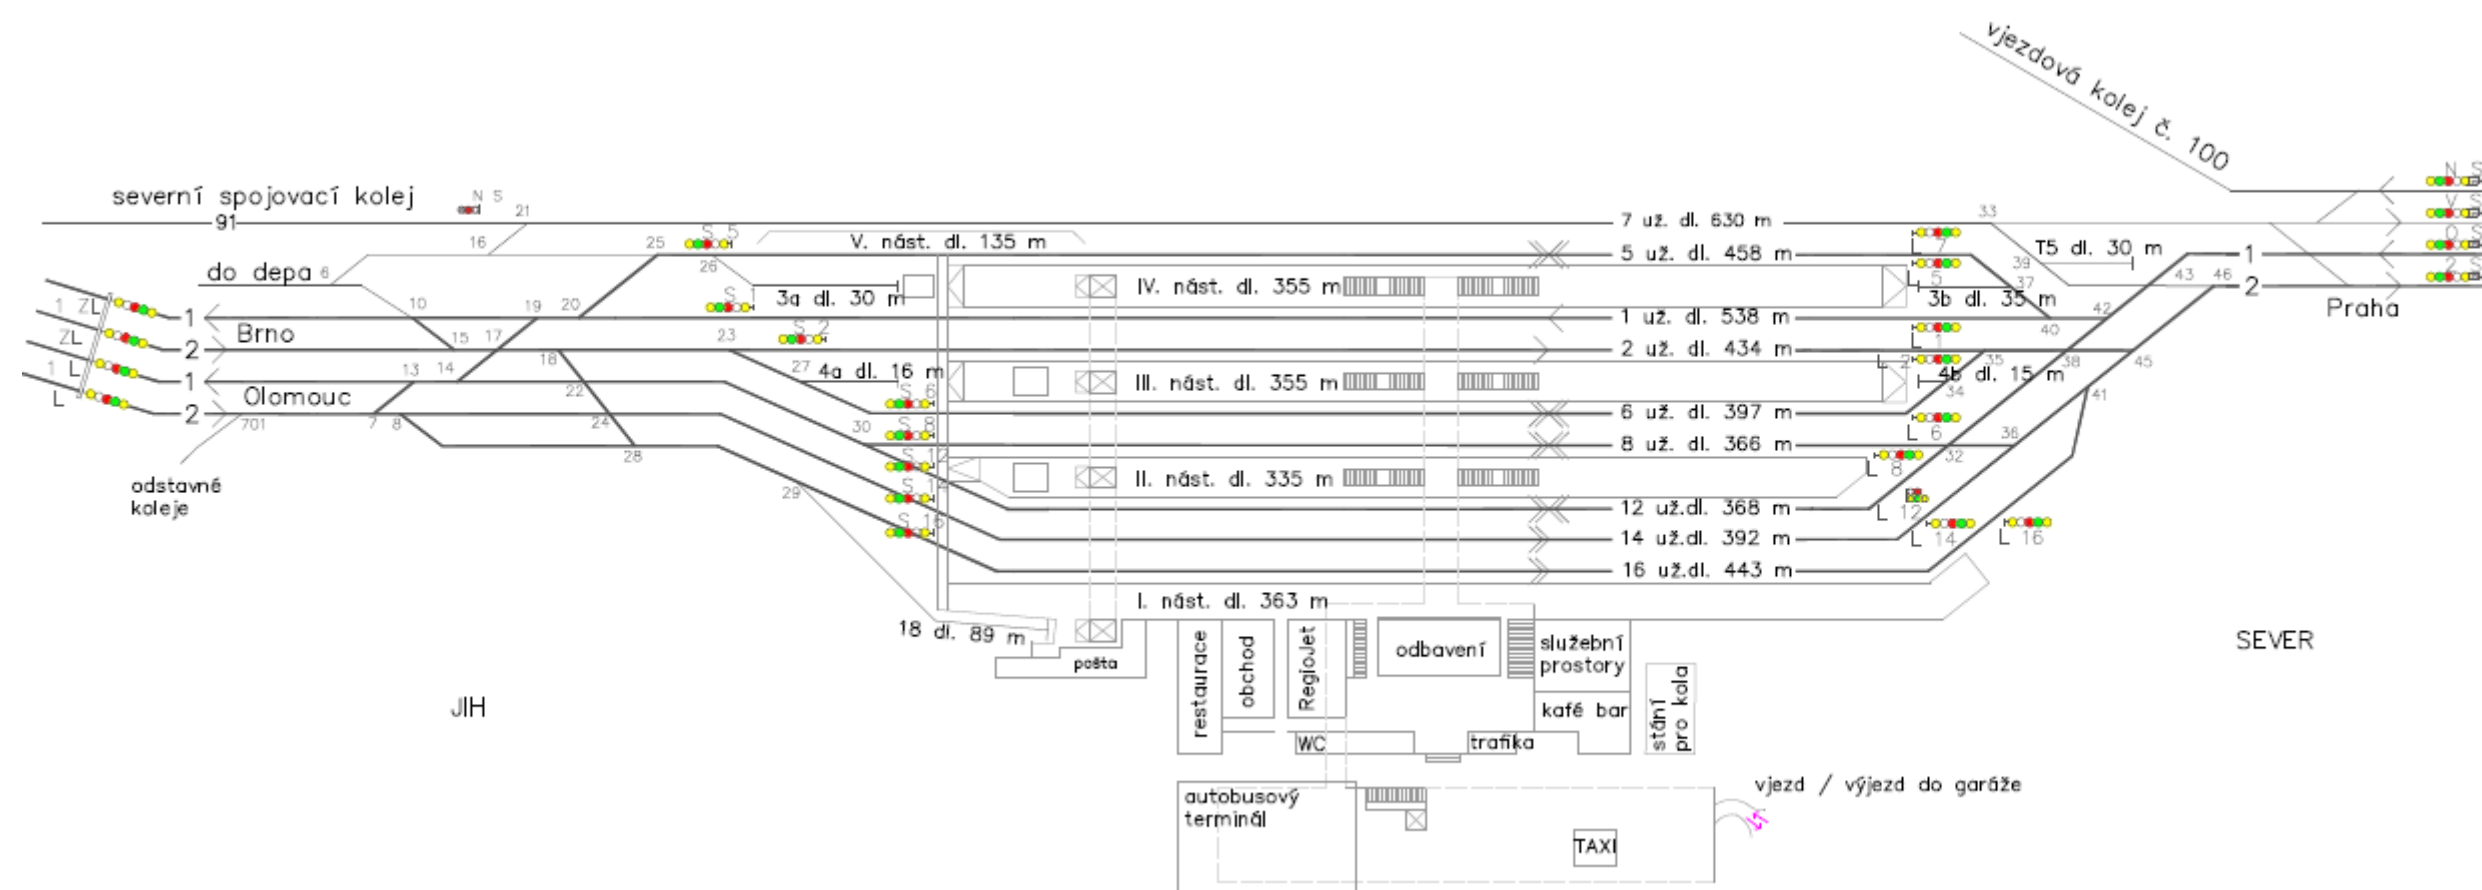 vjezdová kolej č. 100
severní spojovací kolej
N S
21
91
7 už. dl. 630 m
33
N S
V S
O S
2 S
16
25
S 5
V. nást. dl. 135 m
5 už. dl. 458 m
L 7
T5 dl. 30 m
1
do depa
6
26
3a dl. 30 m
IV. nást. dl. 355 m
L 5
39
37
3b dl. 35 m
43
46
2
Praha
1 ZL
1
10
19
20
S 1
1 už. dl. 538 m
40
42
Brno
ZL
2
15
17
18
23
S 2
2 už. dl. 434 m
L 1
35
38
45
1 L
1
13
14
22
27
4a dl. 16 m
III. nást. dl. 355 m
L 2
4b dl. 15 m
34
41
Olomouc
L
2
701
7
8
24
S 6
6 už. dl. 397 m
L 6
30
S 8
8 už. dl. 366 m
36
28
S 12
II. nást. dl. 335 m
L 8
32
odstavné
koleje
29
S 14
12 už.dl. 368 m
L 12
S 16
14 už.dl. 392 m
L 14
L 16
16 už.dl. 443 m
I. nást. dl. 363 m
18 dl. 89 m
pošta
restaurace
obchod
RegioJet
odbavení
služební
prostory
SEVER
JIH
kafé bar
stání
pro kola
WC
trafika
autobusový
terminál
vjezd / výjezd do garáže
TAXI